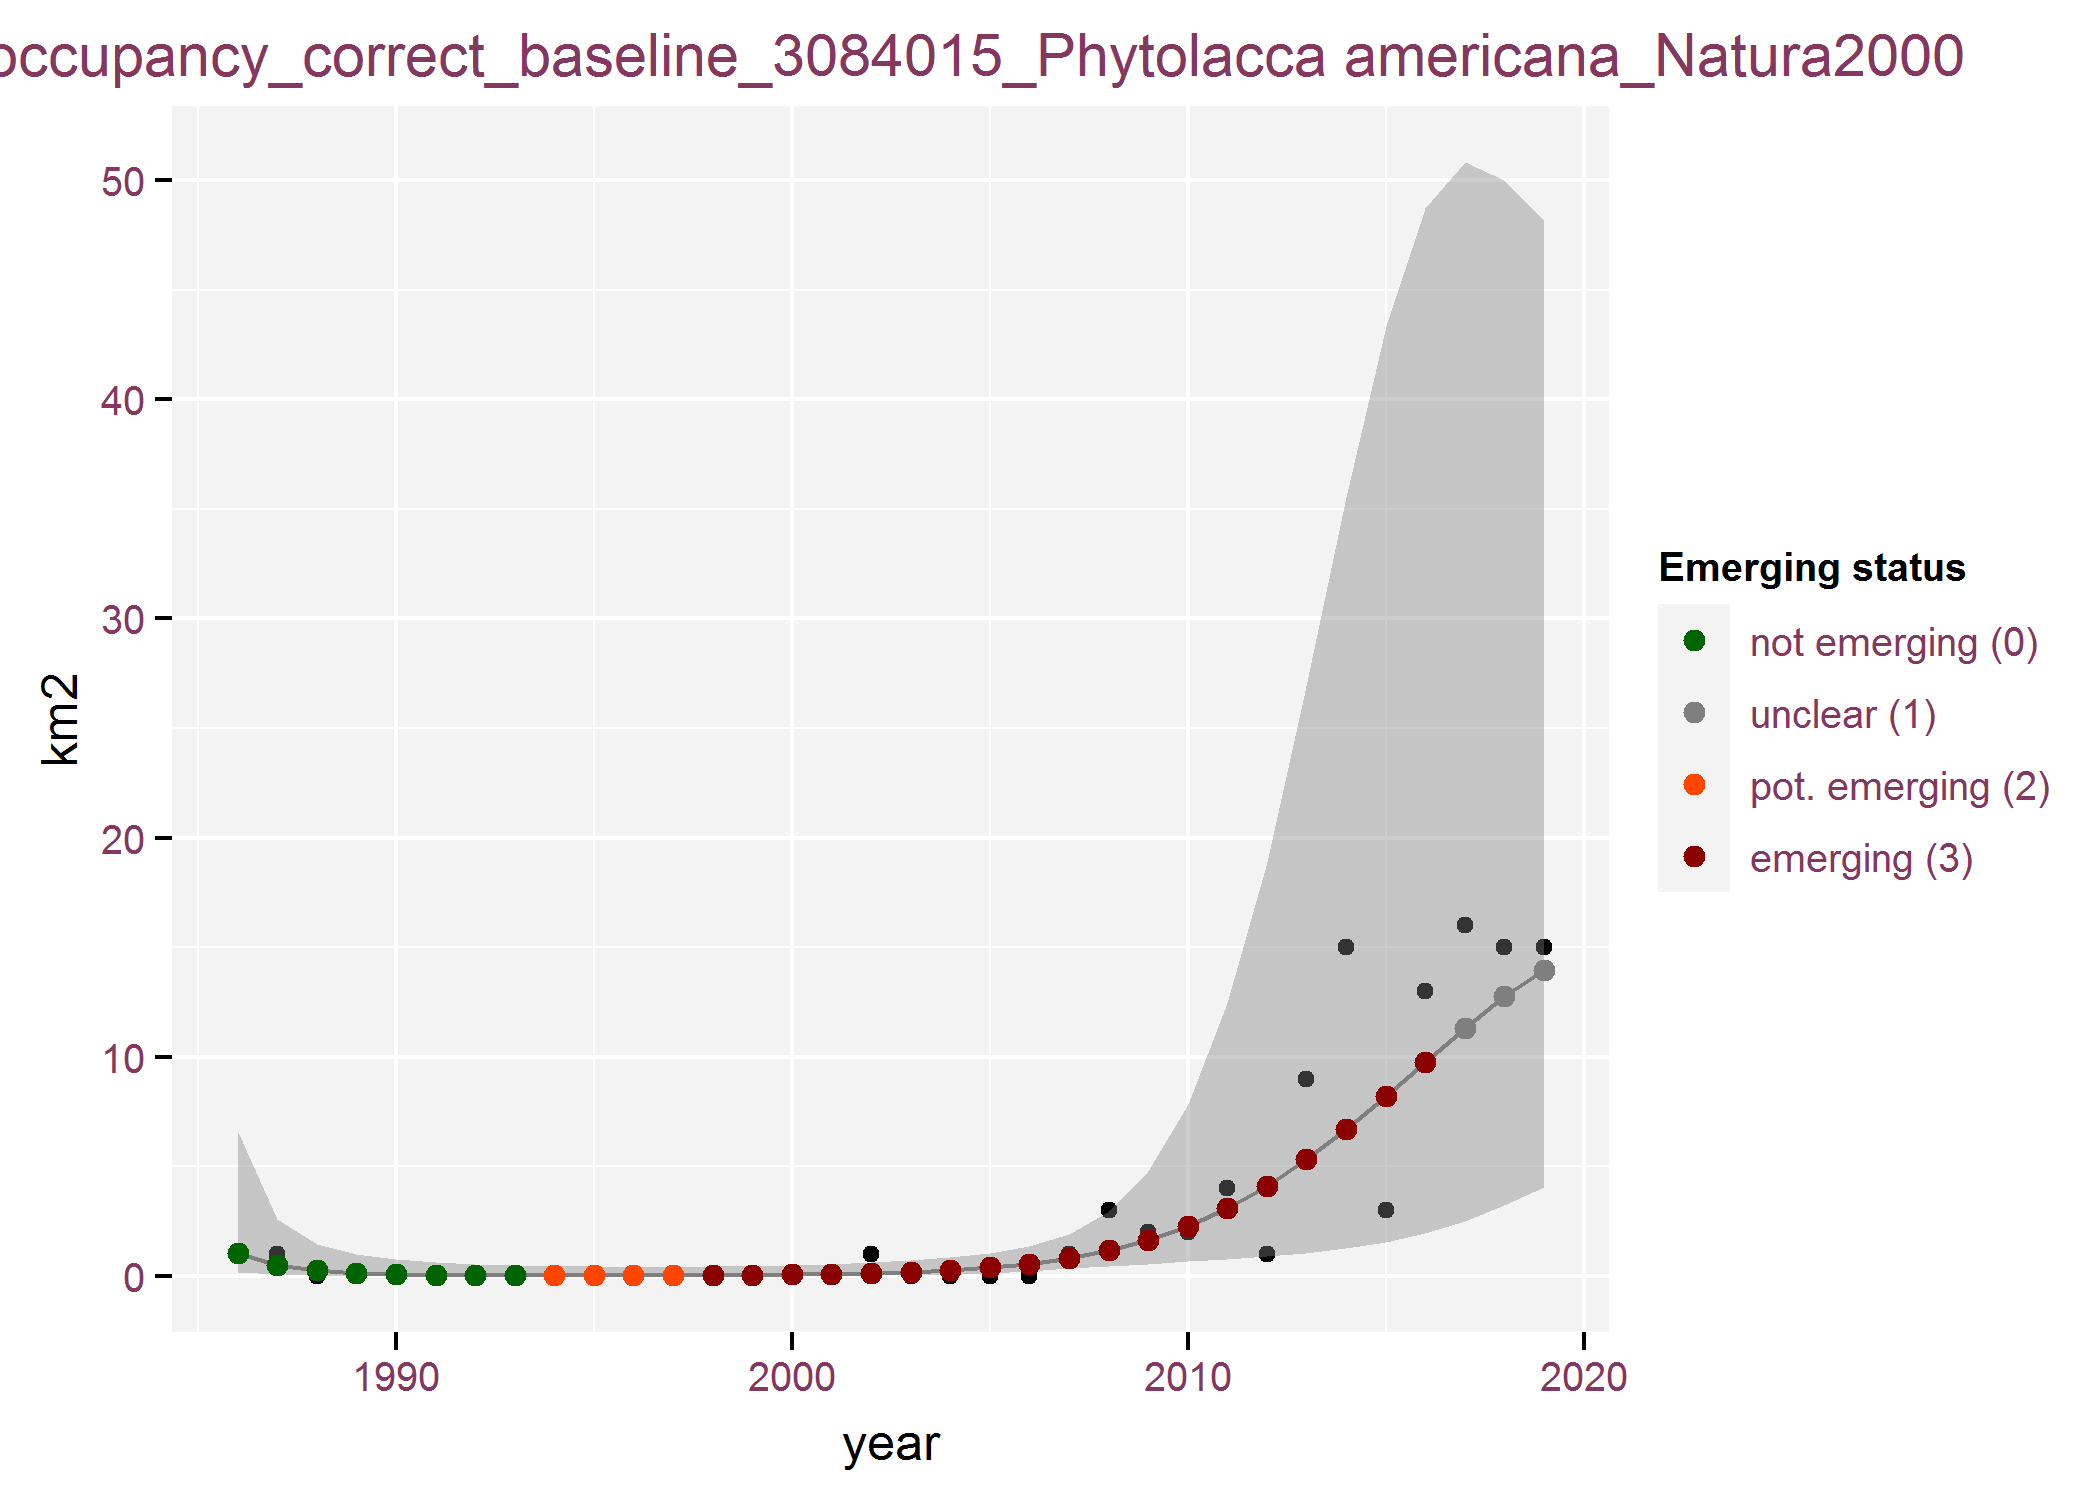 occupancy_correct_baseline_3084015_Phytolacca americana_Natura2000
50
40
30
20
10
0
km2
1990 2000 2010 2020
year
Emerging status
not emerging (0)
unclear (1)
pot. emerging (2)
emerging (3)